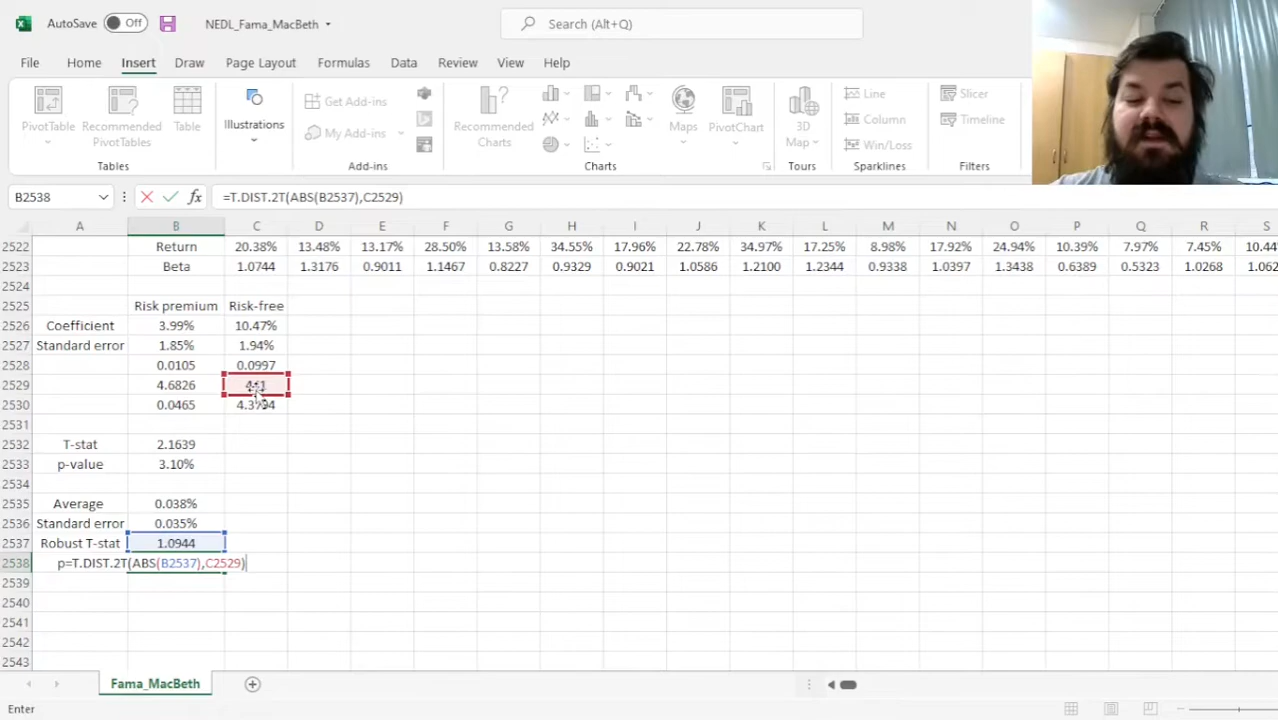 AutoSave Off NEDL_Fama_MacBeth Search (Alt+Q)
File Home Insert Draw Page Layout Formulas Data Review View Help
PivotTable Recommended PivotTables Table Illustrations Get Add-ins My Add-ins Recommended Charts Maps PivotChart 3D Map Line Column Win/Loss Slicer Timeline
Tables Add-ins Charts Tours Sparklines Filters
B2538 fx =T.DIST.2T(ABS(B2537),C2529)
A B C D E F G H I J K L M N O P Q R S
2522 Return 20.38% 13.48% 13.17% 28.50% 13.58% 34.55% 17.96% 22.78% 34.97% 17.25% 8.98% 17.92% 24.94% 10.39% 7.97% 7.45% 10.44
2523 Beta 1.0744 1.3176 0.9011 1.1467 0.8227 0.9329 0.9021 1.0586 1.2100 1.2344 0.9338 1.0397 1.3438 0.6389 0.5323 1.0268 1.062
2524
2525 Risk premium Risk-free
2526 Coefficient 3.99% 10.47%
2527 Standard error 1.85% 1.94%
2528 0.0105 0.0997
2529 4.6826
2530 0.0465
2531
2532 T-stat 2.1639
2533 p-value 3.10%
2534
2535 Average 0.038%
2536 Standard error 0.035%
2537 Robust T-stat 1.0944
2538 p=T.DIST.2T(ABS(B2537),C2529)
2539
2540
2541
2542
2543
Fama_MacBeth
Enter